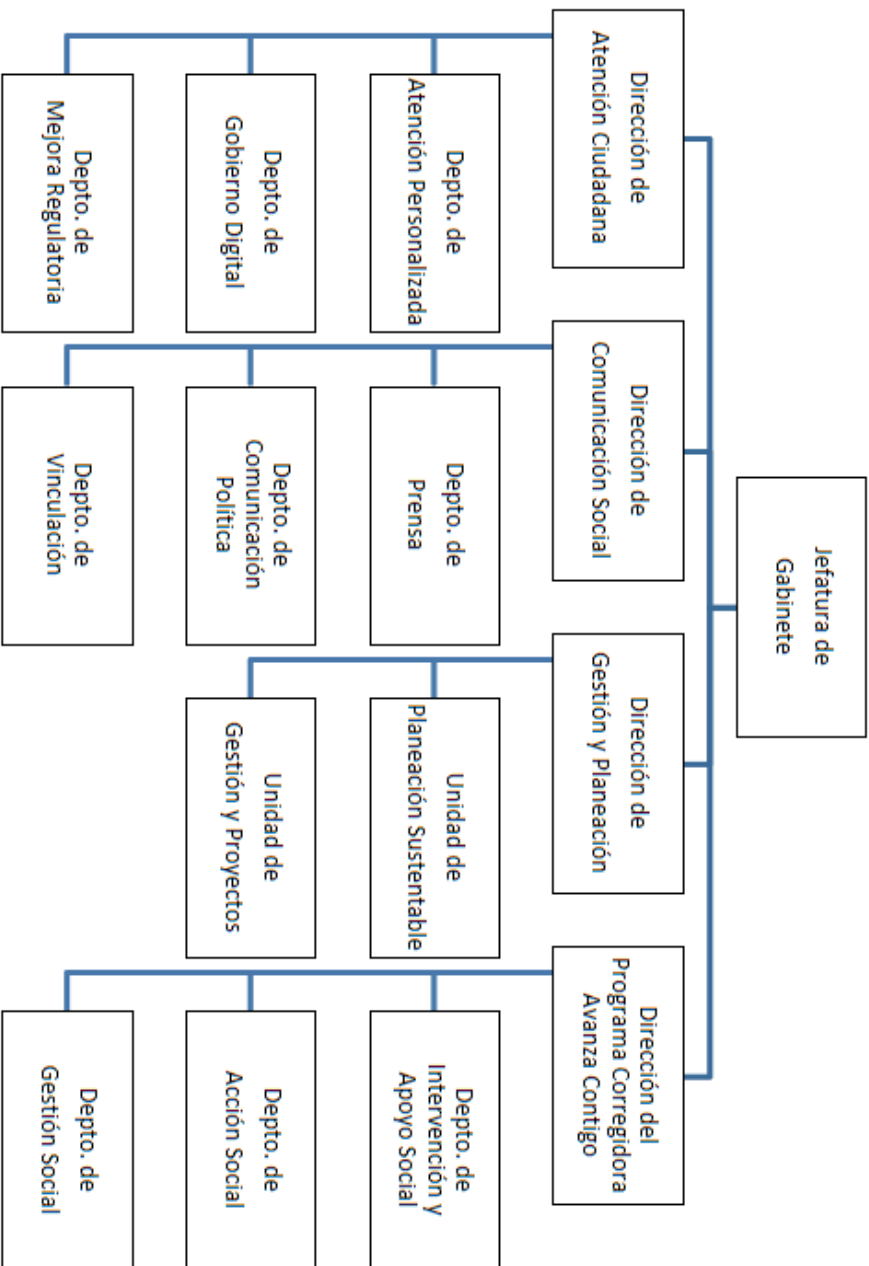 Jefatura de
Gabinete
Dirección de
Atención Ciudadana
Dirección de
Comunicación Social
Dirección de
Gestión y Planeación
Dirección del
Programa Corregidora
Avanza Contigo
Depto. de
Atención Personalizada
Depto. de
Prensa
Unidad de
Planeación Sustentable
Depto. de
Intervención y
Apoyo Social
Depto. de
Gobierno Digital
Depto. de
Comunicación
Política
Unidad de
Gestión y Proyectos
Depto. de
Acción Social
Depto. de
Mejora Regulatoria
Depto. de
Vinculación
Depto. de
Gestión Social